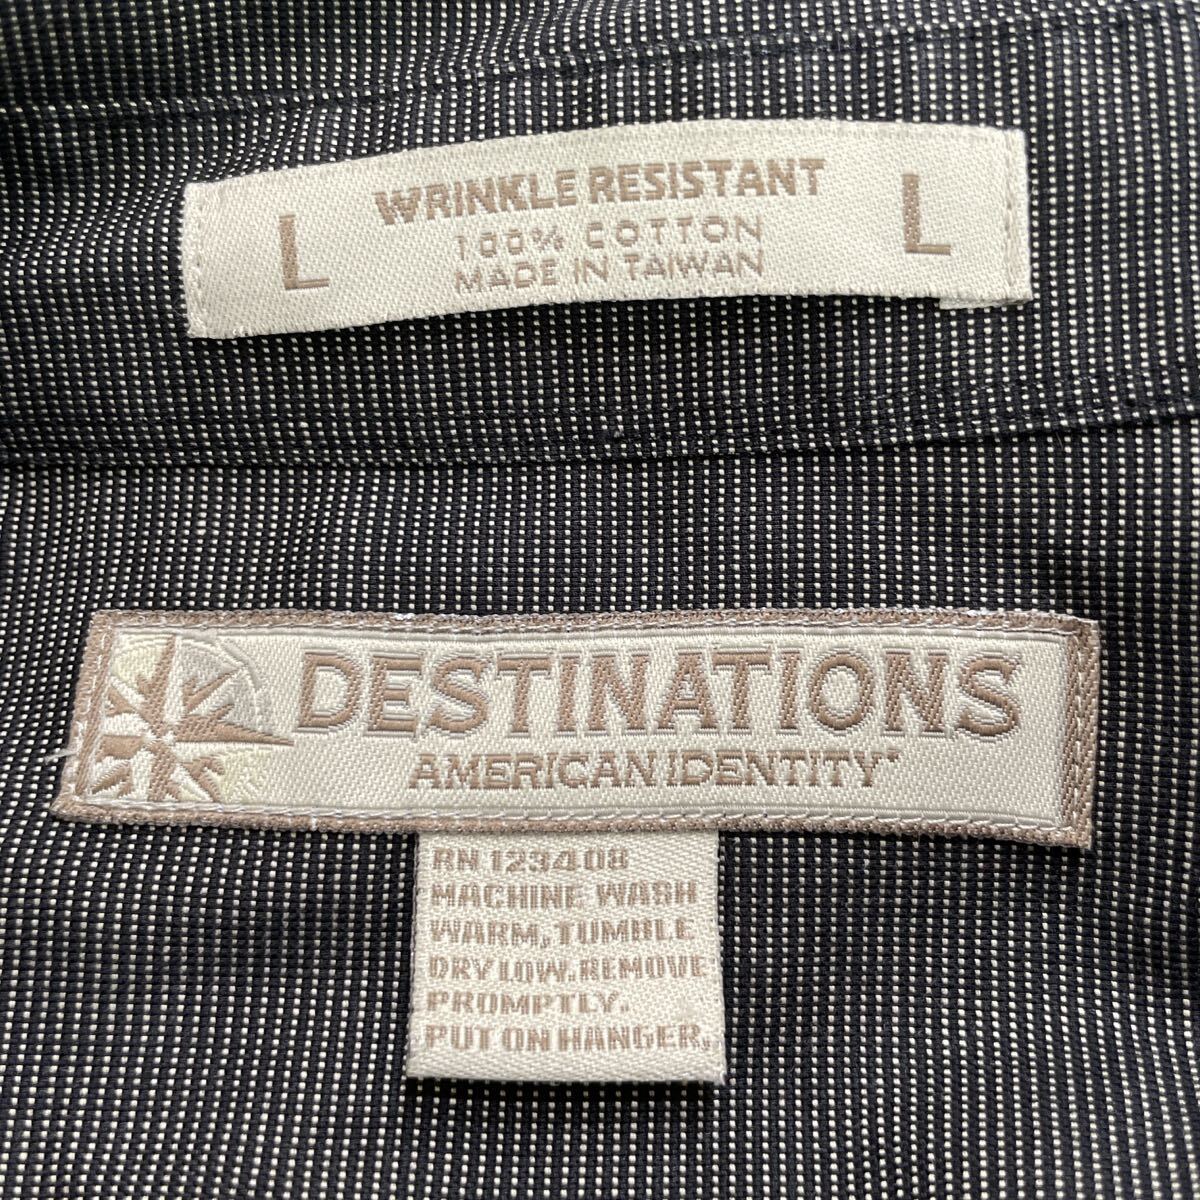 L WRINKLE RESISTANT L
100% COTTON
MADE IN TAIWAN
DESTINATIONS
AMERICAN IDENTITY
RN 123408
MACHINE WASH
WARM, TUMBLE
DRY LOW. REMOVE
PROMPTLY.
PUT ON HANGER.